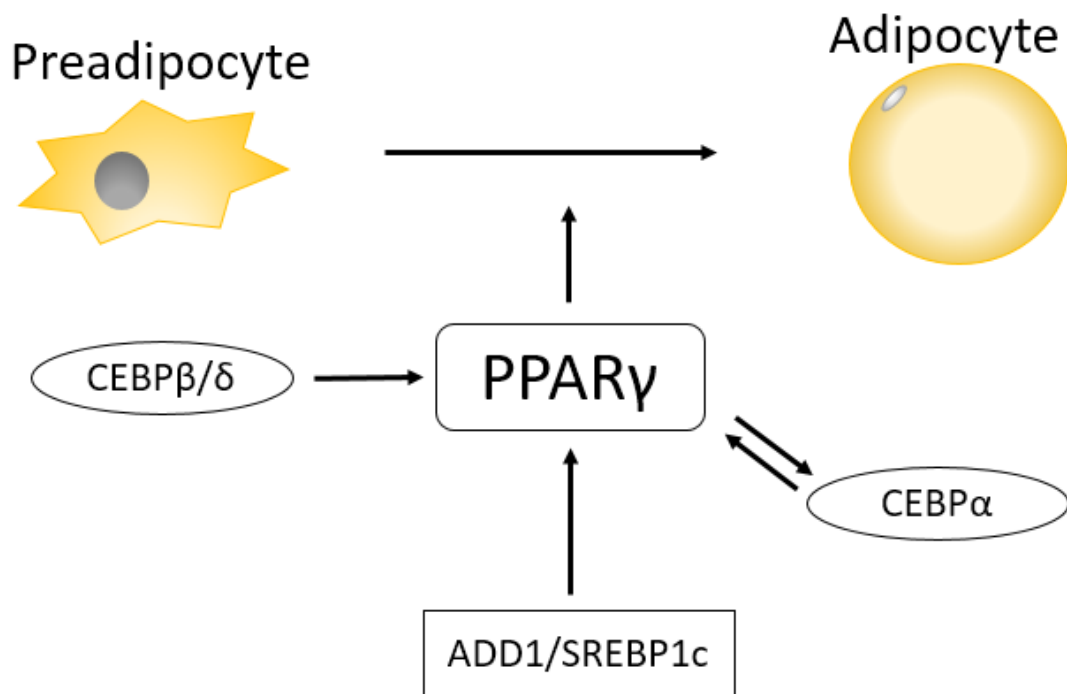 Preadipocyte
Adipocyte
CEBPβ/δ
PPARγ
CEBPα
ADD1/SREBP1c